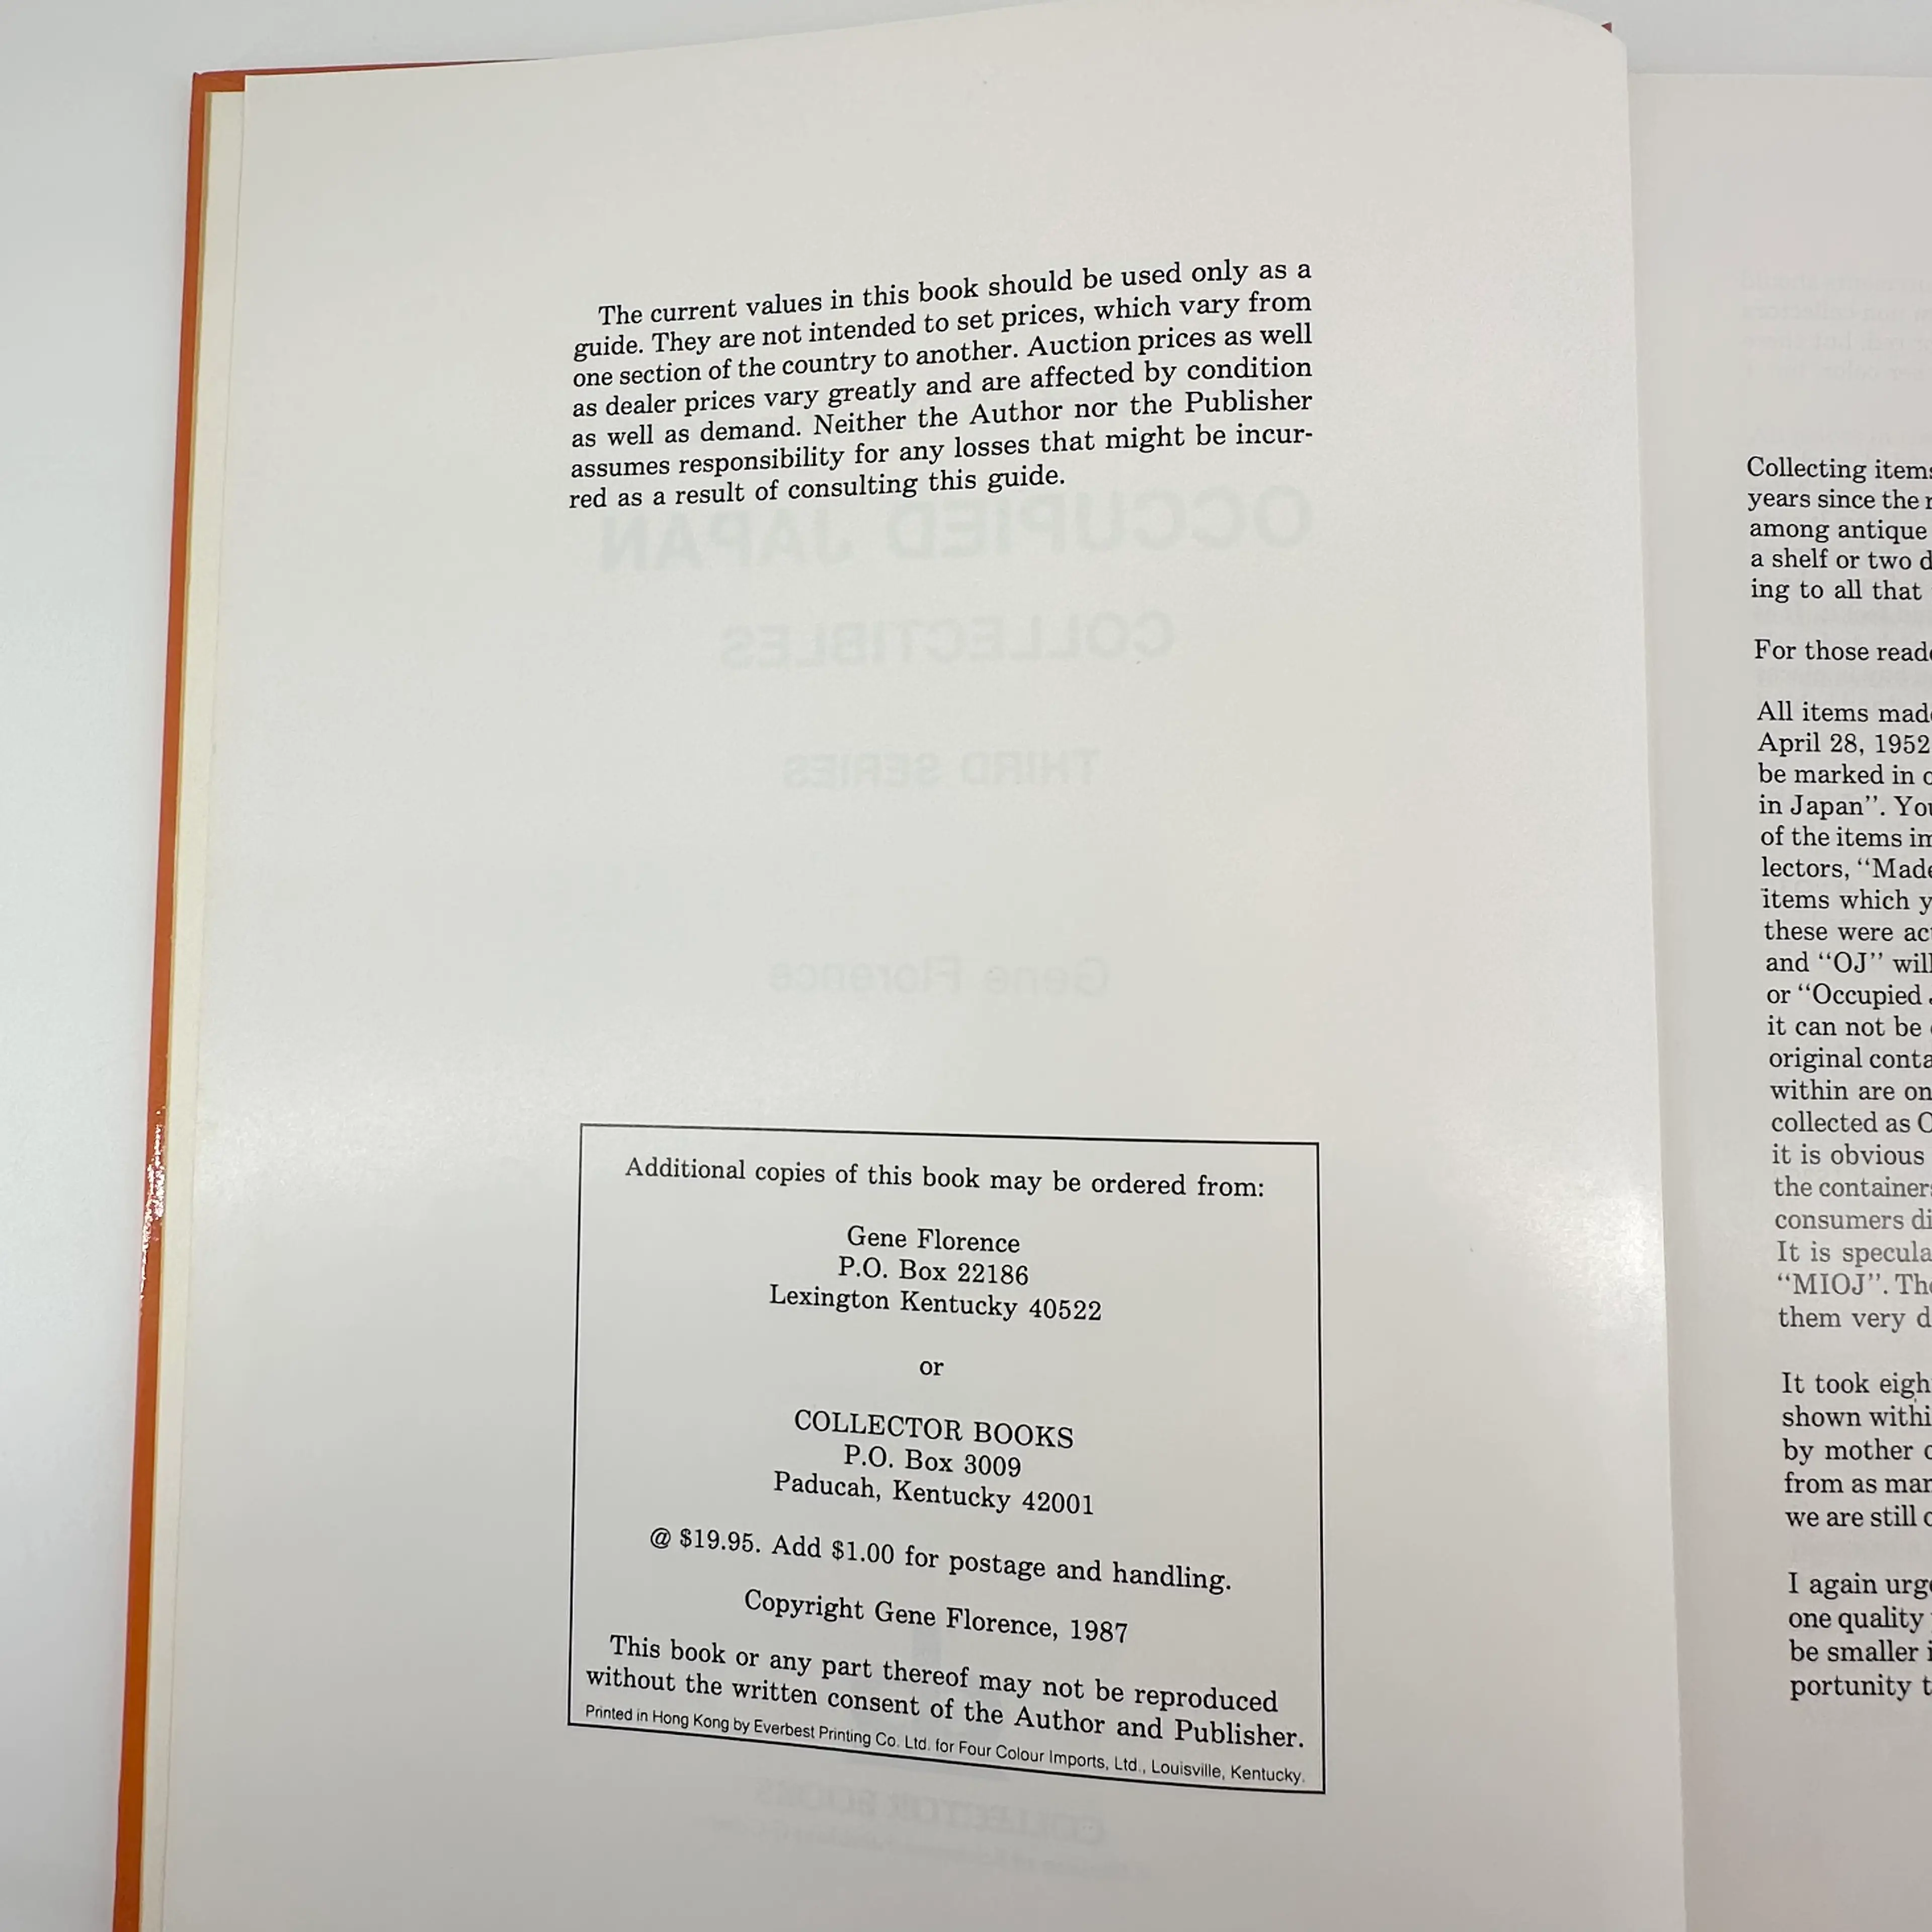 The current values in this book should be used only as a
guide. They are not intended to set prices, which vary from
one section of the country to another. Auction prices as well
as dealer prices vary greatly and are affected by condition
as well as demand. Neither the Author nor the Publisher
assumes responsibility for any losses that might be incur-
red as a result of consulting this guide.
OCCUPIED JAPAN
COLLECTIBLES
THIRD SERIES
Gene Florence
Additional copies of this book may be ordered from:
Gene Florence
P.O. Box 22186
Lexington Kentucky 40522
or
COLLECTOR BOOKS
P.O. Box 3009
Paducah, Kentucky 42001
@ $19.95. Add $1.00 for postage and handling.
Copyright Gene Florence, 1987
This book or any part thereof may not be reproduced
without the written consent of the Author and Publisher.
Printed in Hong Kong by Everbest Printing Co. Ltd. for Four Colour Imports, Ltd., Louisville, Kentucky.
COLLECTOR BOOKS
Collecting items
years since the
among antique
a shelf or two
ing to all that
For those
All items
April 28, 1952
be marked in
in Japan”. You
of the items
lectors, “Made
items which
these were
and “OJ” will
or “Occupied
it can not be
original
within are
collected as
it is obvious
the containers
consumers
It is
“MIOJ”. The
them very
It took
shown
by mother
from as
we are still
I again urge
one quality
be smaller
portunity